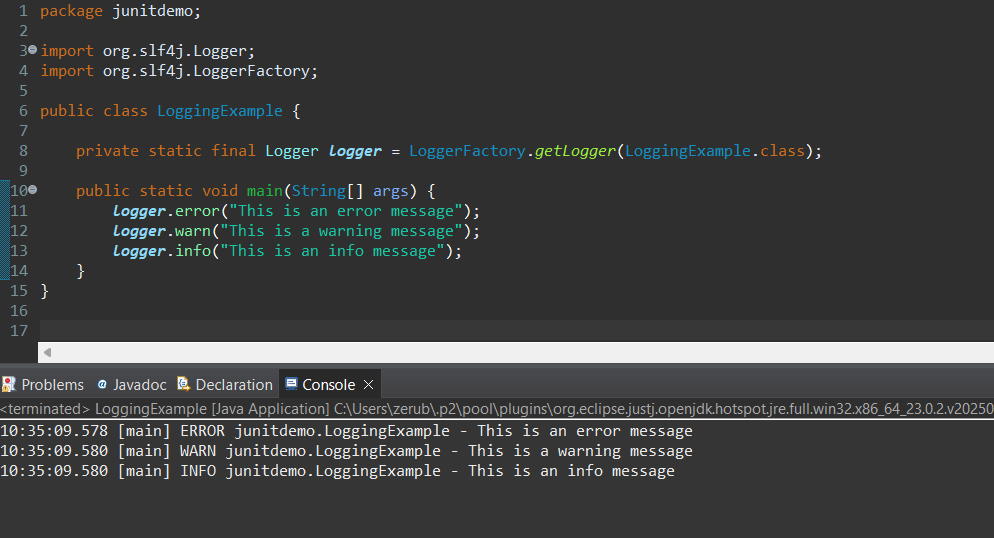 1 package junitdemo;
2
3 import org.slf4j.Logger;
4 import org.slf4j.LoggerFactory;
5
6 public class LoggingExample {
7
8     private static final Logger logger = LoggerFactory.getLogger(LoggingExample.class);
9
10     public static void main(String[] args) {
11         logger.error("This is an error message");
12         logger.warn("This is a warning message");
13         logger.info("This is an info message");
14     }
15 }
16
17
Problems @ Javadoc Declaration Console ×
<terminated> LoggingExample [Java Application] C:\Users\zerub\.p2\pool\plugins\org.eclipse.justj.openjdk.hotspot.jre.full.win32.x86_64_23.0.2.v20250
10:35:09.578 [main] ERROR junitdemo.LoggingExample - This is an error message
10:35:09.580 [main] WARN junitdemo.LoggingExample - This is a warning message
10:35:09.580 [main] INFO junitdemo.LoggingExample - This is an info message